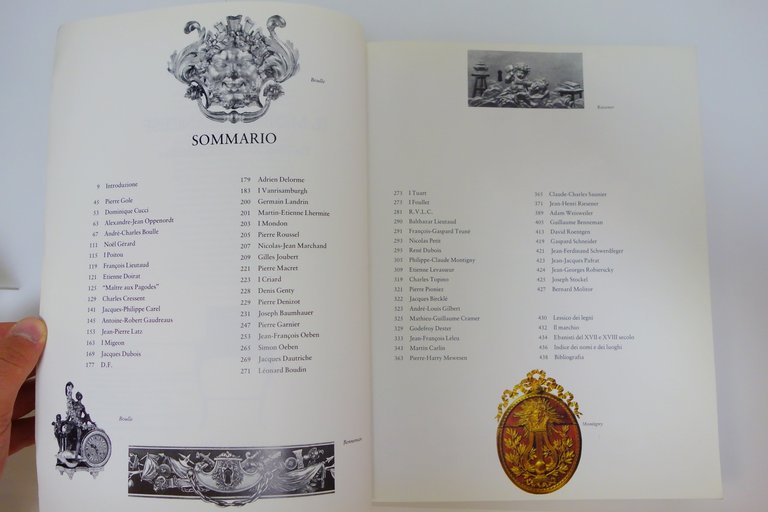 Boulle
SOMMARIO
9 Introduzione
45 Pierre Gole
53 Dominique Cucci
63 Alexandre-Jean Oppenordt
67 André-Charles Boulle
111 Noël Gérard
115 I Poitou
119 François Lieutaud
121 Etienne Doirat
125 "Maître aux Pagodes"
129 Charles Cressent
141 Jacques-Philippe Carel
145 Antoine-Robert Gaudreaus
153 Jean-Pierre Latz
163 I Migeon
169 Jacques Dubois
177 D.F.
179 Adrien Delorme
183 I Vanrisamburgh
200 Germain Landrin
201 Martin-Etienne Lhermite
203 I Mondon
205 Pierre Roussel
207 Nicolas-Jean Marchand
209 Gilles Joubert
221 Pierre Macret
223 I Criard
228 Denis Genty
229 Pierre Denizot
231 Joseph Baumhauer
247 Pierre Garnier
253 Jean-François Oeben
265 Simon Oeben
269 Jacques Dautriche
271 Léonard Boudin
Boulle
Benneman
Riesener
273 I Tuart
273 I Foullet
281 R.V.L.C.
290 Balthazar Lieutaud
291 François-Gaspard Teuné
293 Nicolas Petit
295 René Dubois
305 Philippe-Claude Montigny
309 Etienne Levasseur
319 Charles Topino
321 Pierre Pionier
322 Jacques Bircklé
323 André-Louis Gilbert
325 Mathieu-Guillaume Cramer
329 Godefroy Dester
333 Jean-François Leleu
343 Martin Carlin
363 Pierre-Harry Mewesen
365 Claude-Charles Saunier
371 Jean-Henri Riesener
389 Adam Weisweiler
403 Guillaume Benneman
413 David Roentgen
429 Gaspard Schneider
421 Jean-Ferdinand Schwerdfeger
423 Jean-Jacques Pafrat
424 Jean-Georges Robierscky
425 Joseph Stockel
427 Bernard Molitor
430 Lessico dei legni
432 Il marchio
434 Ebanisti del XVII e XVIII secolo
436 Indice dei nomi e dei luoghi
438 Bibliografia
Montigny